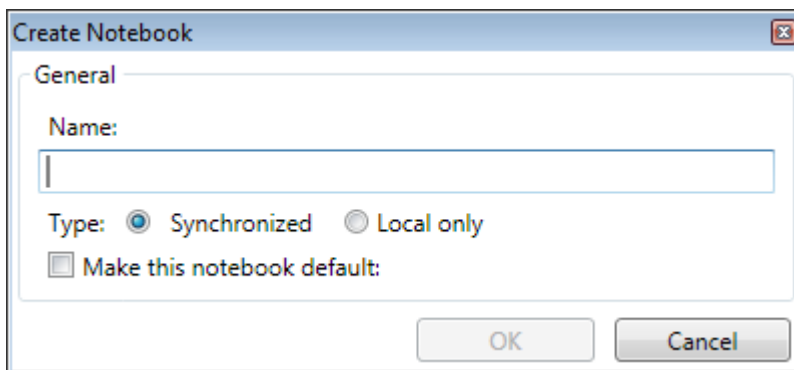 Create Notebook
General
Name:
Type: Synchronized Local only
Make this notebook default:
OK Cancel